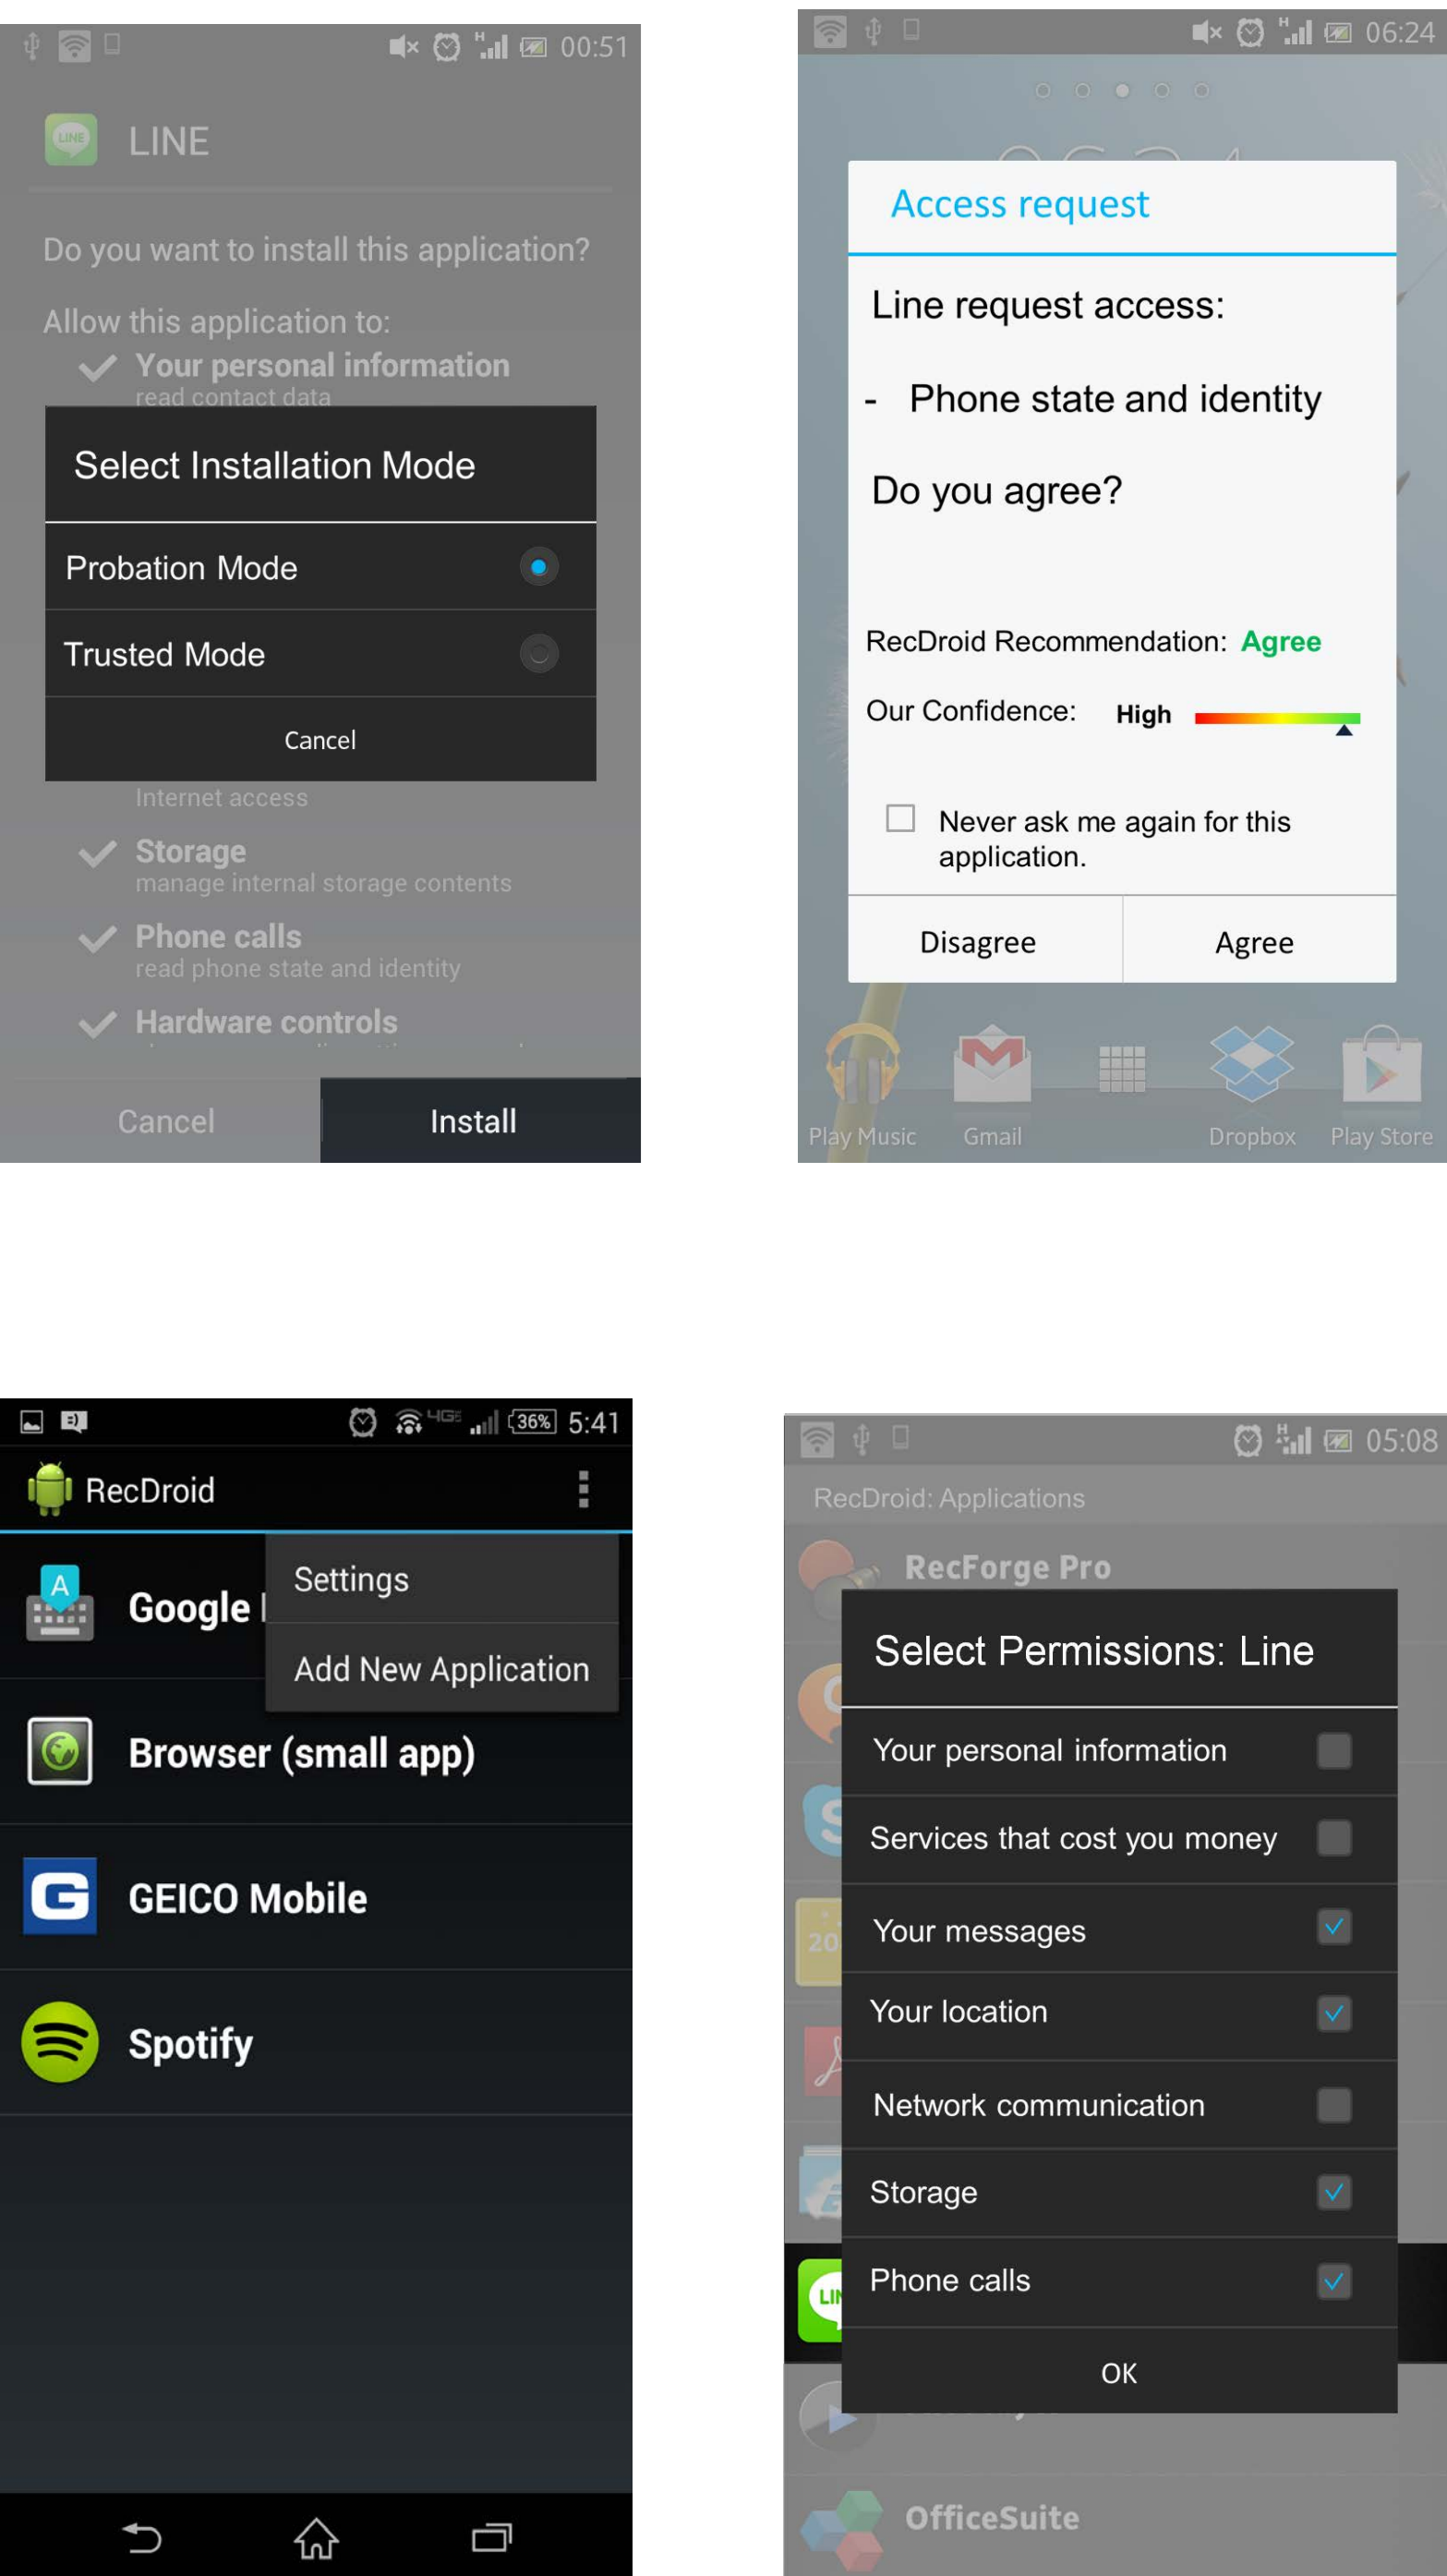 00:51
LINE
LINE
Do you want to install this application?
Allow this application to:
Your personal information
read contact data
Select Installation Mode
Probation Mode
Trusted Mode
Cancel
Internet access
Storage
manage internal storage contents
Phone calls
read phone state and identity
Hardware controls
Cancel
Install
H
06:24
Access request
Line request access:
- Phone state and identity
Do you agree?
RecDroid Recommendation: Agree
Our Confidence: High
Never ask me again for this
application.
Disagree
Agree
Play Music
Gmail
Dropbox
Play Store
4G
36%
5:41
RecDroid
Settings
Add New Application
A
Google
Browser (small app)
G
GEICO Mobile
Spotify
H
05:08
RecDroid: Applications
RecForge Pro
Select Permissions: Line
Your personal information
Services that cost you money
Your messages
20
Your location
Network communication
Storage
Phone calls
OK
OfficeSuite